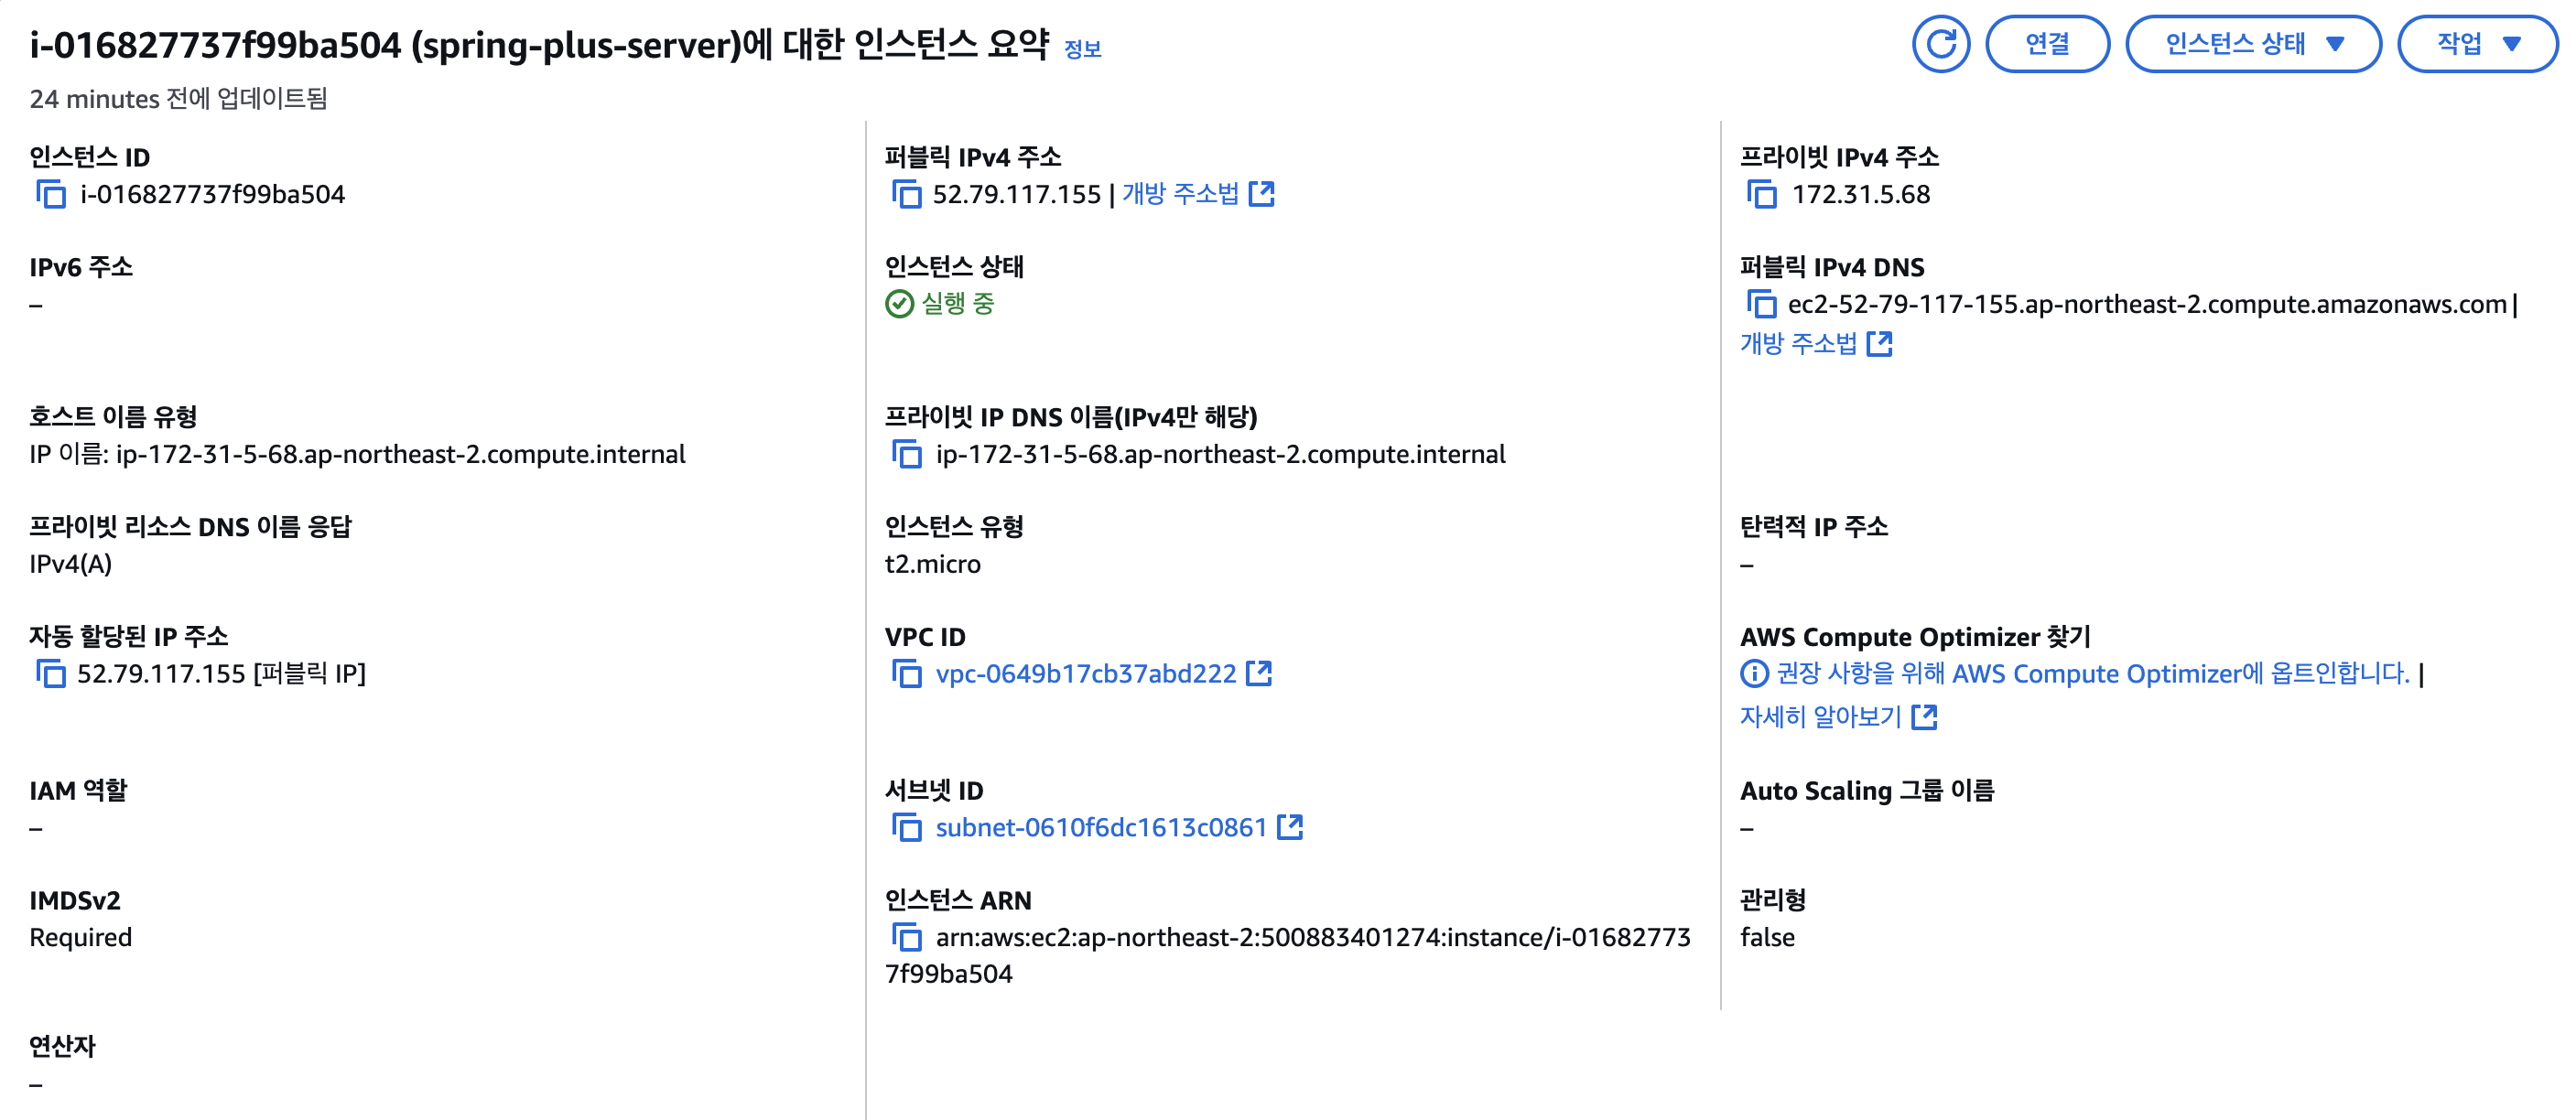 i-016827737f99ba504 (spring-plus-server)에 대한 인스턴스 요약 정보
연결
인스턴스 상태
작업
24 minutes 전에 업데이트됨
인스턴스 ID
i-016827737f99ba504
퍼블릭 IPv4 주소
52.79.117.155 | 개방 주소법
프라이빗 IPv4 주소
172.31.5.68
IPv6 주소
–
인스턴스 상태
실행 중
퍼블릭 IPv4 DNS
ec2-52-79-117-155.ap-northeast-2.compute.amazonaws.com |
개방 주소법
호스트 이름 유형
IP 이름: ip-172-31-5-68.ap-northeast-2.compute.internal
프라이빗 IP DNS 이름(IPv4만 해당)
ip-172-31-5-68.ap-northeast-2.compute.internal
프라이빗 리소스 DNS 이름 응답
IPv4(A)
인스턴스 유형
t2.micro
탄력적 IP 주소
–
자동 할당된 IP 주소
52.79.117.155 [퍼블릭 IP]
VPC ID
vpc-0649b17cb37abd222
AWS Compute Optimizer 찾기
권장 사항을 위해 AWS Compute Optimizer에 옵트인합니다. |
자세히 알아보기
IAM 역할
–
서브넷 ID
subnet-0610f6dc1613c0861
Auto Scaling 그룹 이름
–
IMDSv2
Required
인스턴스 ARN
arn:aws:ec2:ap-northeast-2:500883401274:instance/i-01682773
7f99ba504
관리형
false
연산자
–